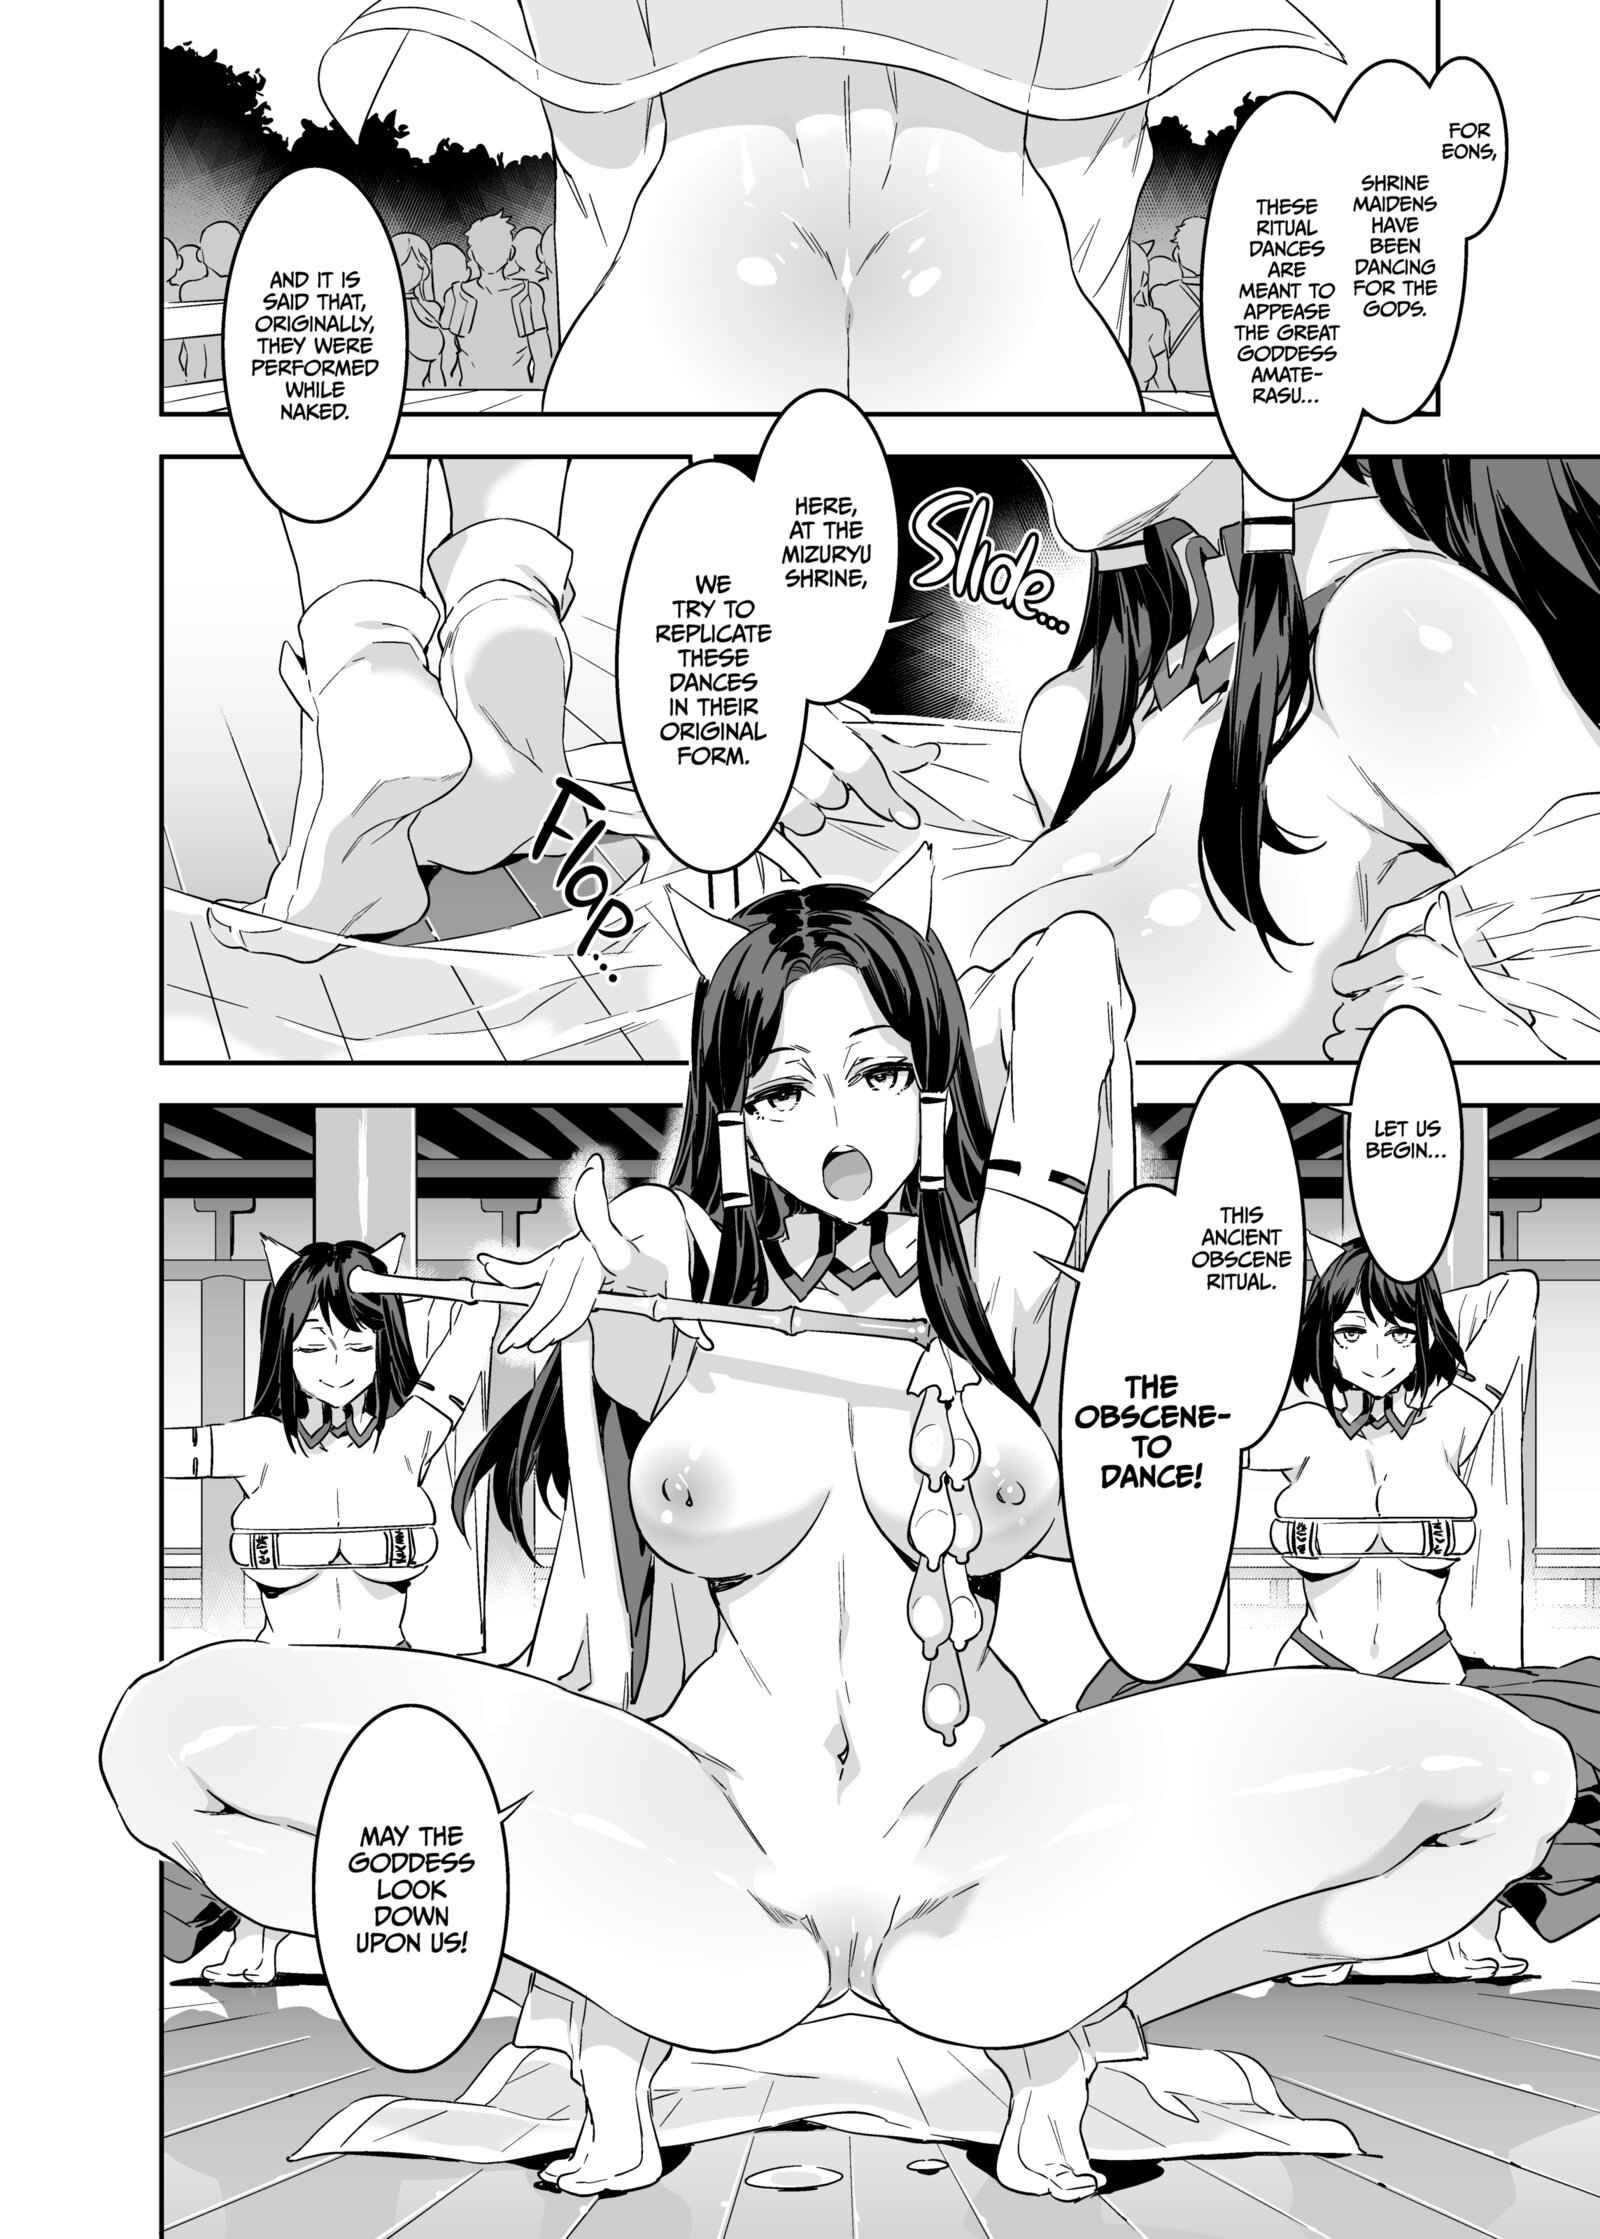 FOR
EONS,
SHRINE
MAIDENS
HAVE
BEEN
DANCING
FOR THE
GODS.
THESE
RITUAL
DANCES
ARE
MEANT TO
APPEASE
THE GREAT
GODDESS
AMATE-
RASU...
AND IT IS
SAID THAT,
ORIGINALLY,
THEY WERE
PERFORMED
WHILE
NAKED.
Slide...
HERE,
AT THE
MIZURYU
SHRINE,
WE
TRY TO
REPLICATE
THESE
DANCES
IN THEIR
ORIGINAL
FORM.
Flop...
LET US
BEGIN...
THIS
ANCIENT
OBSCENE
RITUAL.
THE
OBSCENE-
TO
DANCE!
MAY THE
GODDESS
LOOK
DOWN
UPON US!